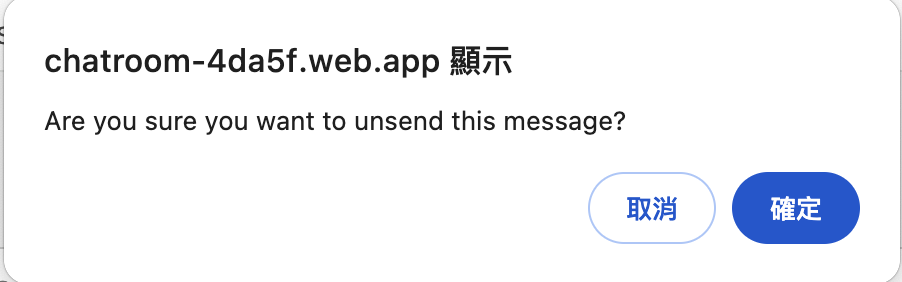 chatroom-4da5f.web.app 顯示
Are you sure you want to unsend this message?
取消 確定